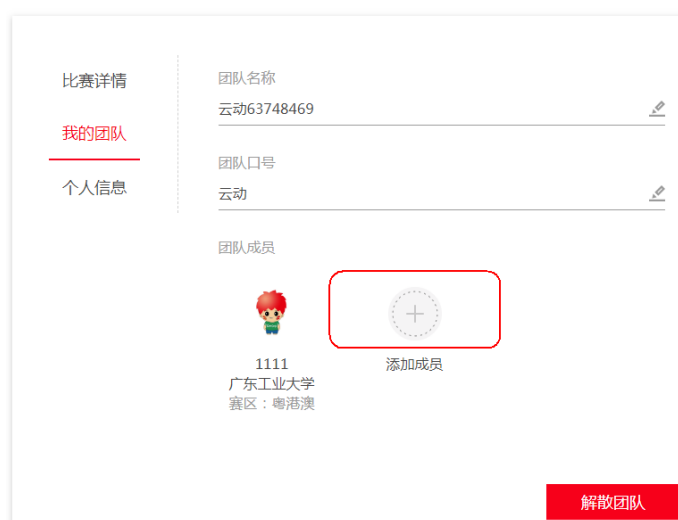 比赛详情
我的团队
个人信息
团队名称
云动63748469
团队口号
云动
团队成员
1111
广东工业大学
赛区：粤港澳
添加成员
解散团队